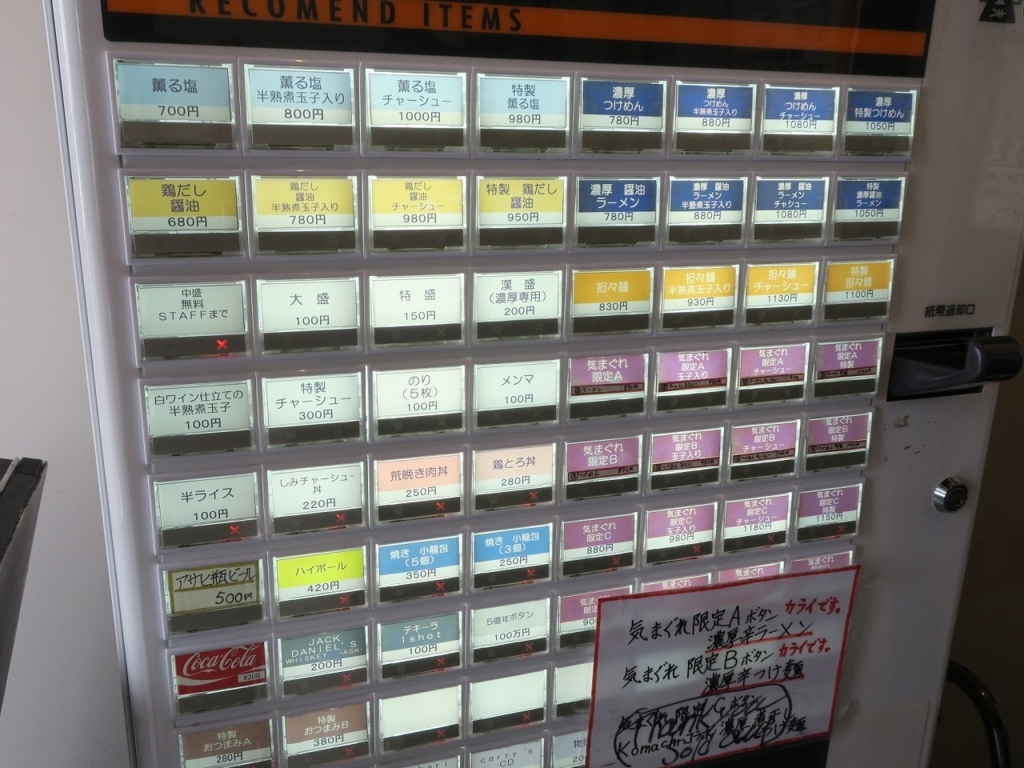 RECOMEND ITEMS
薫る塩
700円
薫る塩
半熟煮玉子入り
800円
薫る塩
チャーシュー
1000円
特製
薫る塩
980円
濃厚
つけめん
780円
濃厚
つけめん
半熟煮玉子入り
880円
濃厚
つけめん
チャーシュー
1080円
濃厚
特製つけめん
1050円
鶏だし
醤油
680円
鶏だし
醤油
半熟煮玉子入り
780円
鶏だし
醤油
チャーシュー
980円
特製 鶏だし
醤油
950円
濃厚 醤油
ラーメン
780円
濃厚 醤油
ラーメン
半熟煮玉子入り
880円
濃厚 醤油
ラーメン
チャシュー
1080円
特製
濃厚 醤油
ラーメン
1050円
中盛
無料
STAFFまで
大 盛
100円
特 盛
150円
漢 盛
(濃厚専用)
200円
担々麺
830円
担々麺
半熟煮玉子入り
930円
担々麺
チャーシュー
1130円
特製
担々麺
1100円
紙幣返却口
白ワイン仕立ての
半熟煮玉子
100円
特製
チャーシュー
300円
のり
(5枚)
100円
メンマ
100円
気まぐれ
限定A
気まぐれ
限定A
玉子入り
気まぐれ
限定A
チャーシュー
気まぐれ
限定A
特製
半ライス
100円
しみチャーシュー
丼
220円
荒挽き肉丼
250円
鶏とろ丼
280円
気まぐれ
限定B
気まぐれ
限定B
玉子入り
気まぐれ
限定B
チャーシュー
気まぐれ
限定B
特製
アサヒ瓶ビール
500円
ハイボール
420円
焼き 小龍包
(5個)
350円
焼き 小龍包
(3個)
250円
気まぐれ
限定C
880円
気まぐれ
限定C
玉子入り
980円
気まぐれ
限定C
チャーシュー
1180円
気まぐれ
限定C
特製
1150円
Coca-Cola
¥200
JACK
DANIEL'S
WHISKEY
200円
テキーラ
1shot
100円
5億年ボタン
100万円
気まぐれ
気まぐれ
気まぐれ
気まぐれ
特製
おつまみA
280円
特製
おつまみB
380円
carry's
CD
気まぐれ限定Aボタン カライです。
濃厚辛ラーメン
気まぐれ 限定Bボタン カライです。
濃厚辛つけ麺
気まぐれ限定Cボタン